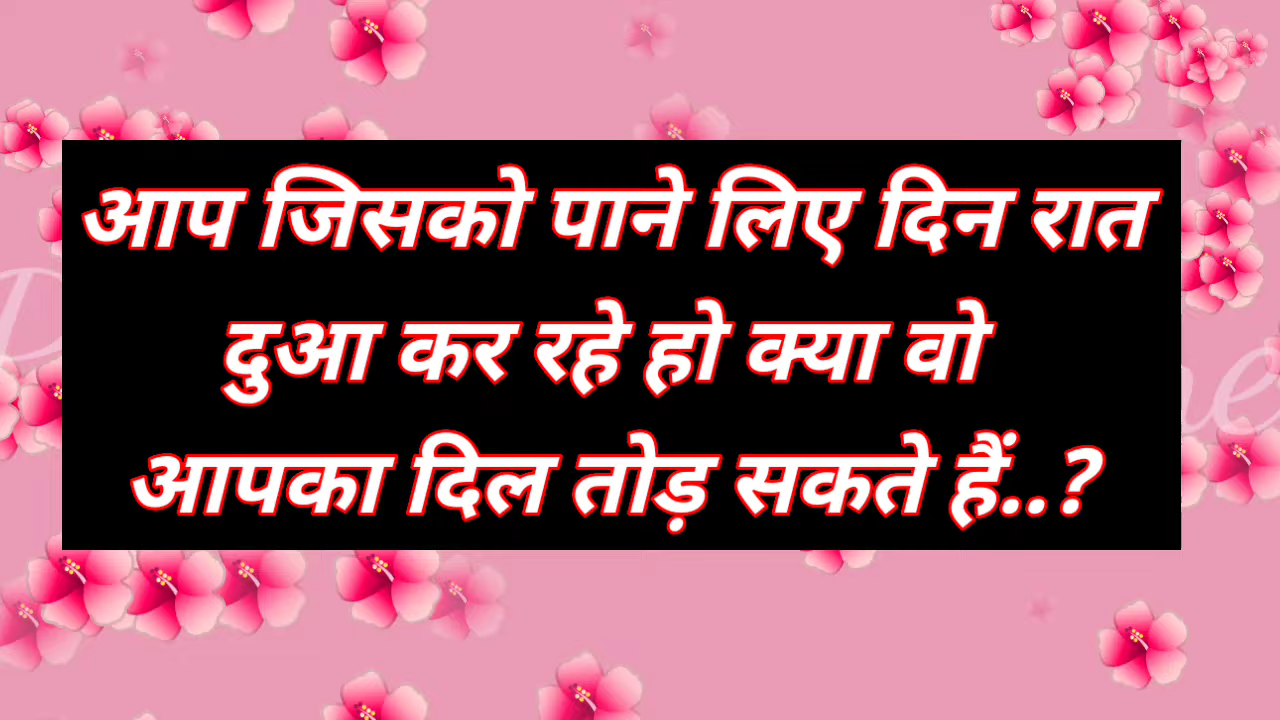 आप जिसको पाने लिए दिन रात
दुआ कर रहे हो क्या वो
आपका दिल तोड़ सकते हैं..?